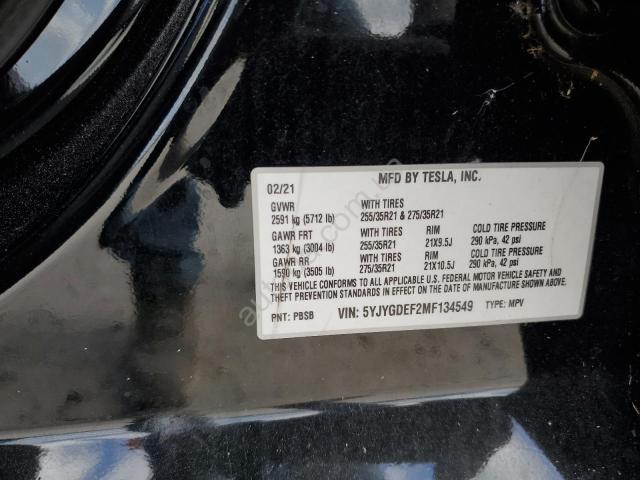 MFD BY TESLA, INC.
02/21
GVWR WITH TIRES
2591 kg (5712 lb) 255/35R21 & 275/35R21
GAWR FRT WITH TIRES RIM COLD TIRE PRESSURE
1363 kg (3004 lb) 255/35R21 21X9.5J 290 kPa, 42 psi
GAWR RR WITH TIRES RIM COLD TIRE PRESSURE
1590 kg (3505 lb) 275/35R21 21X10.5J 290 kPa, 42 psi
THIS VEHICLE CONFORMS TO ALL APPLICABLE U.S. FEDERAL MOTOR VEHICLE SAFETY AND
THEFT PREVENTION STANDARDS IN EFFECT ON THE DATE OF MANUFACTURE SHOWN ABOVE.
PNT: PBSB VIN: 5YJYGDEF2MF134549 TYPE: MPV